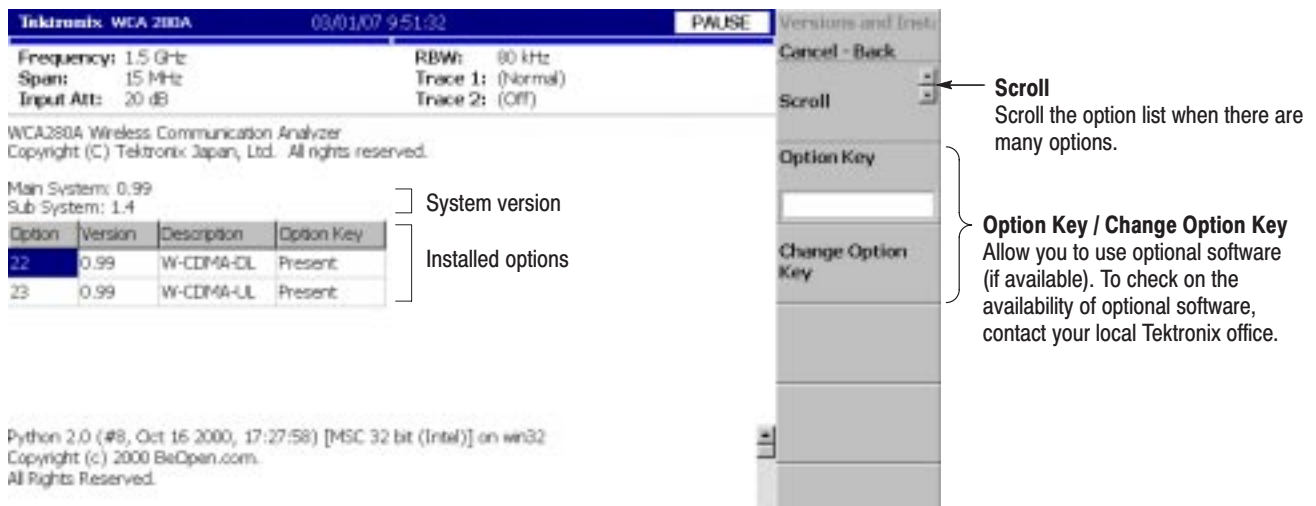 Tektronix WCA 280A 03/01/07 9:51:32 PAUSE
Frequency: 1.5 GHz RBW: 80 kHz
Span: 15 MHz Trace 1: (Normal)
Input Att: 20 dB Trace 2: (Off)
WCA280A Wireless Communication Analyzer
Copyright (C) Tektronix Japan, Ltd. All rights reserved.
Main System: 0.99
Sub System: 1.4
System version
Option Version Description Option Key
22 0.99 W-CDMA-DL Present
23 0.99 W-CDMA-UL Present
Installed options
Python 2.0 (#8, Oct 16 2000, 17:27:58) [MSC 32 bit (Intel)] on win32
Copyright (c) 2000 BeOpen.com.
All Rights Reserved.
Versions and Inst
Cancel - Back
Scroll
Option Key
Change Option
Key
Scroll
Scroll the option list when there are
many options.
Option Key / Change Option Key
Allow you to use optional software
(if available). To check on the
availability of optional software,
contact your local Tektronix office.